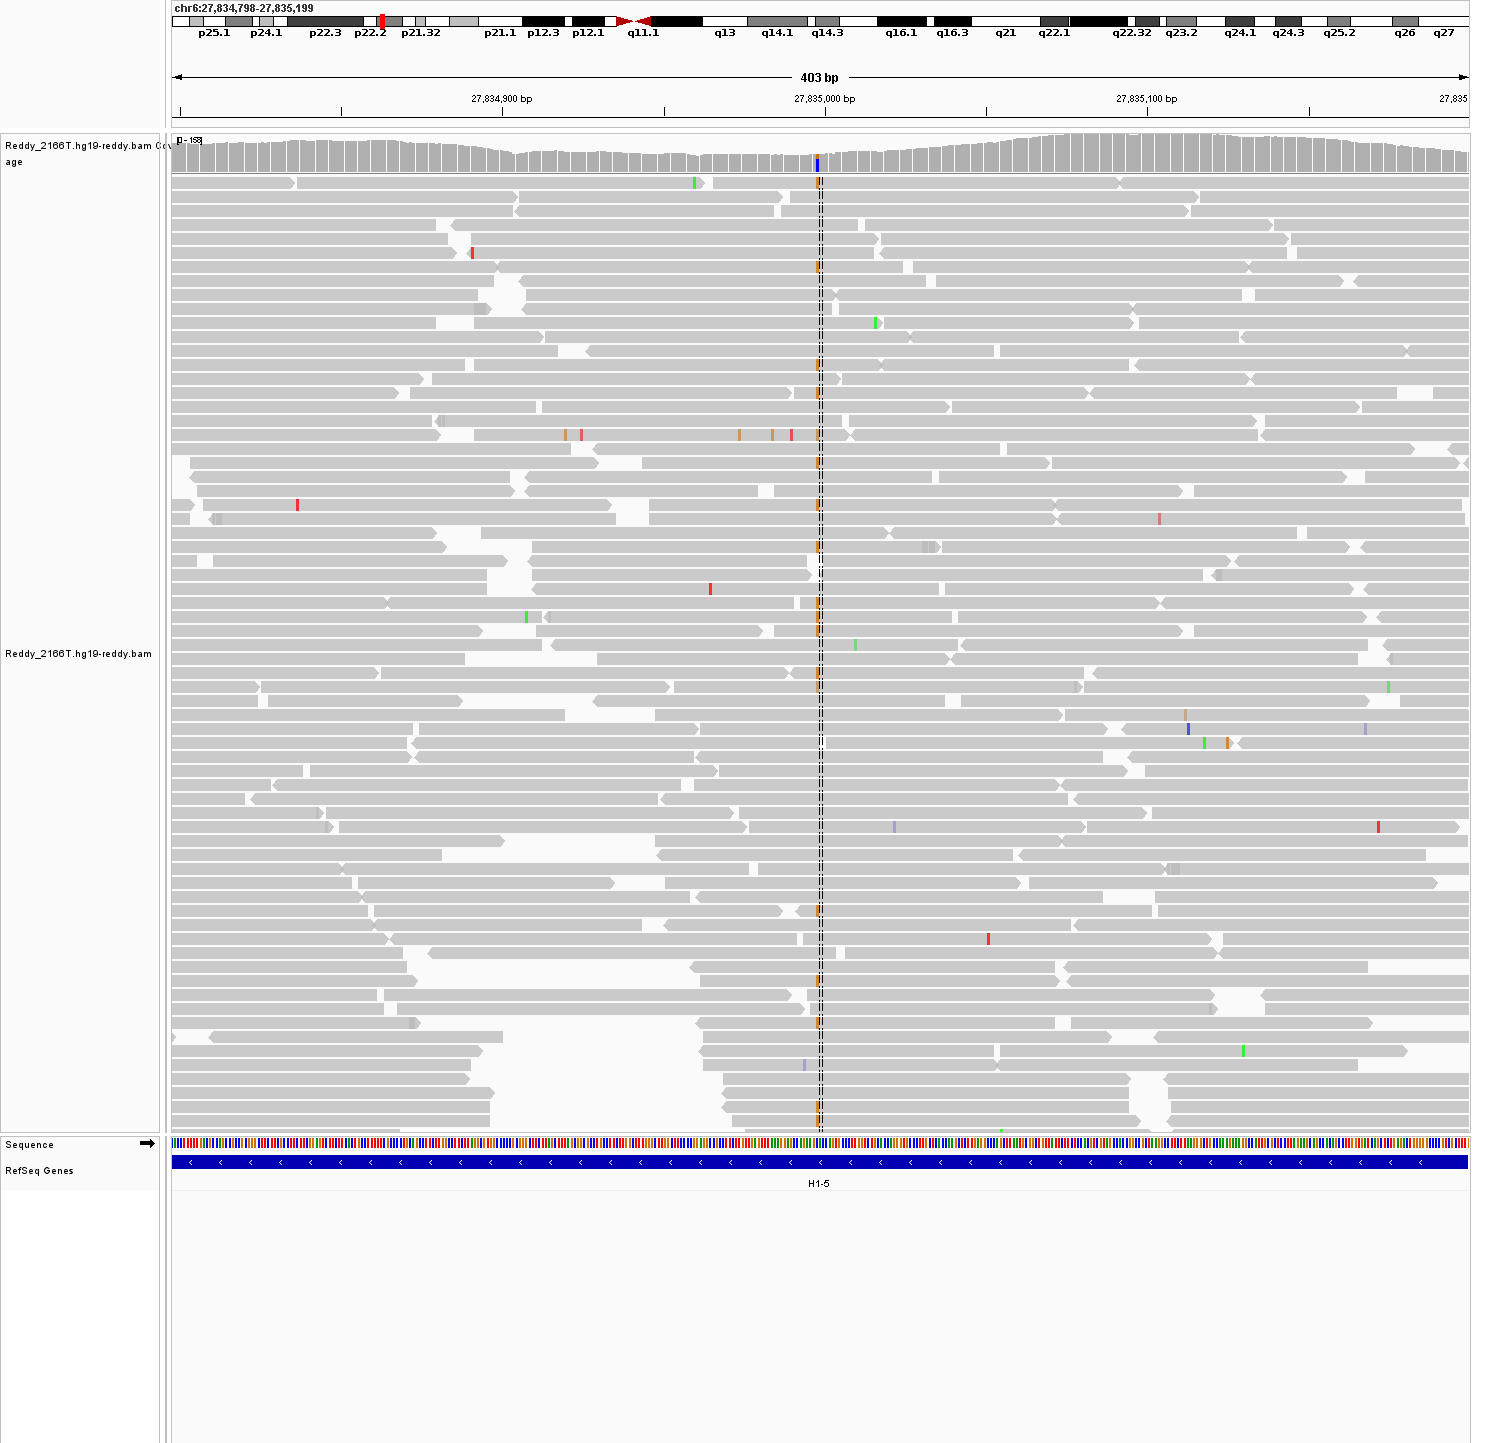 chr6:27,834,798-27,835,199
p25.1 p24.1 p22.3 p22.2 p21.32 p21.1 p12.3 p12.1 q11.1 q13 q14.1 q14.3 q16.1 q16.3 q21 q22.1 q22.32 q23.2 q24.1 q24.3 q25.2 q26 q27
403 bp
27,834,900 bp 27,835,000 bp 27,835,100 bp 27,835
Reddy_2166T.hg19-reddy.bam Cov
age
Reddy_2166T.hg19-reddy.bam
Sequence
RefSeq Genes
H1-5